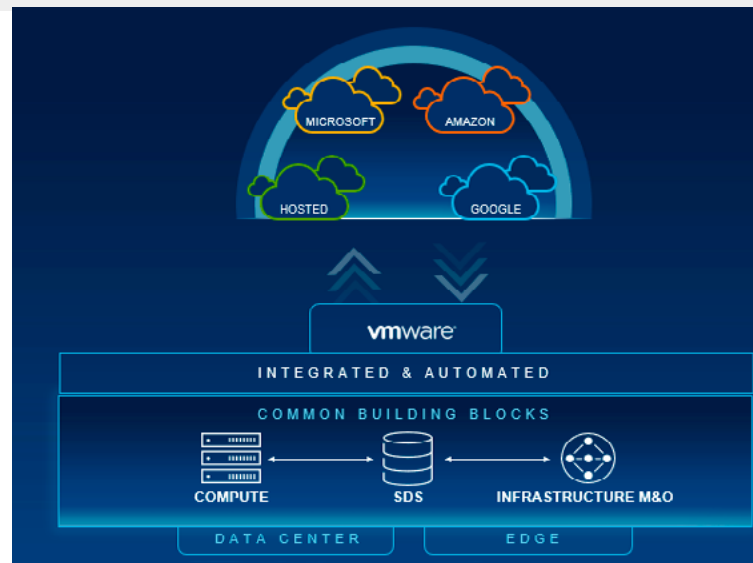 MICROSOFT
AMAZON
HOSTED
GOOGLE
vmware
INTEGRATED & AUTOMATED
COMMON BUILDING BLOCKS
COMPUTE
SDS
INFRASTRUCTURE M&O
DATA CENTER
EDGE